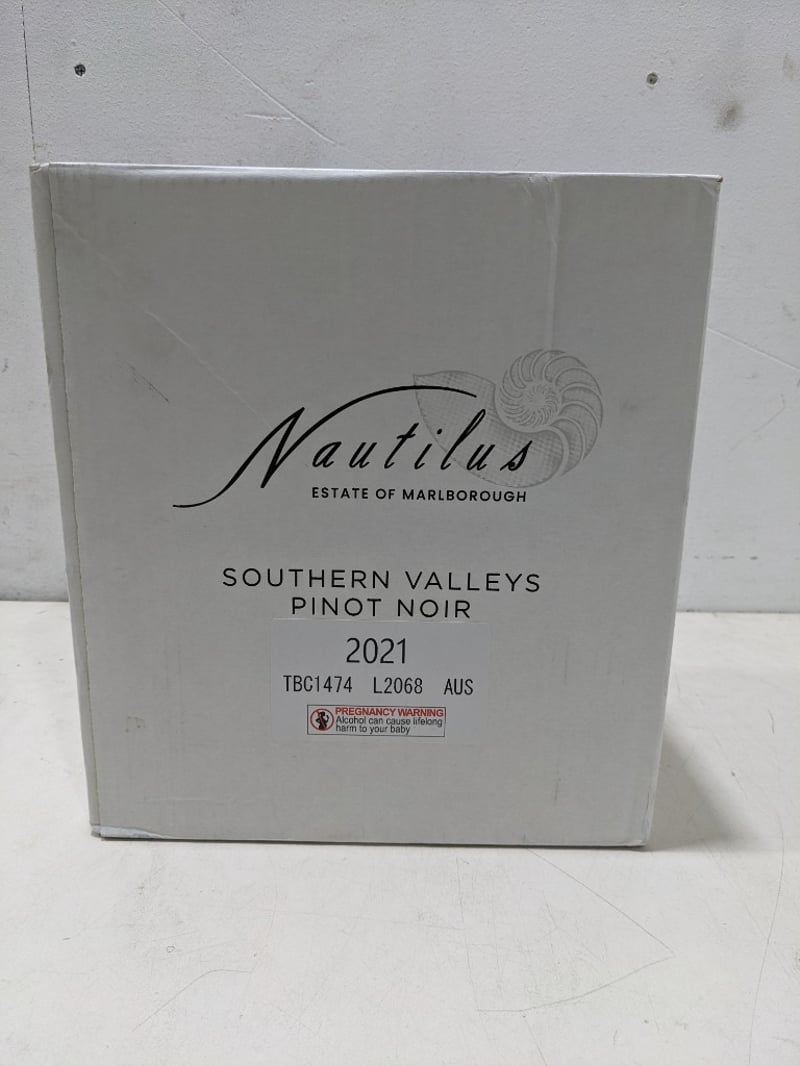 Nautilus
ESTATE OF MARLBOROUGH
SOUTHERN VALLEYS
PINOT NOIR
2021
TBC1474 L2068 AUS
PREGNANCY WARNING
Alcohol can cause lifelong
harm to your baby